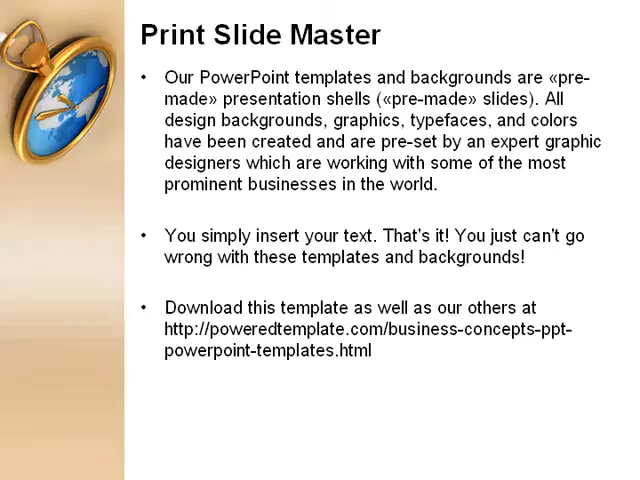 Print Slide Master
• Our PowerPoint templates and backgrounds are «pre-
made» presentation shells («pre-made» slides). All
design backgrounds, graphics, typefaces, and colors
have been created and are pre-set by an expert graphic
designers which are working with some of the most
prominent businesses in the world.
• You simply insert your text. That's it! You just can't go
wrong with these templates and backgrounds!
• Download this template as well as our others at
http://poweredtemplate.com/business-concepts-ppt-
powerpoint-templates.html